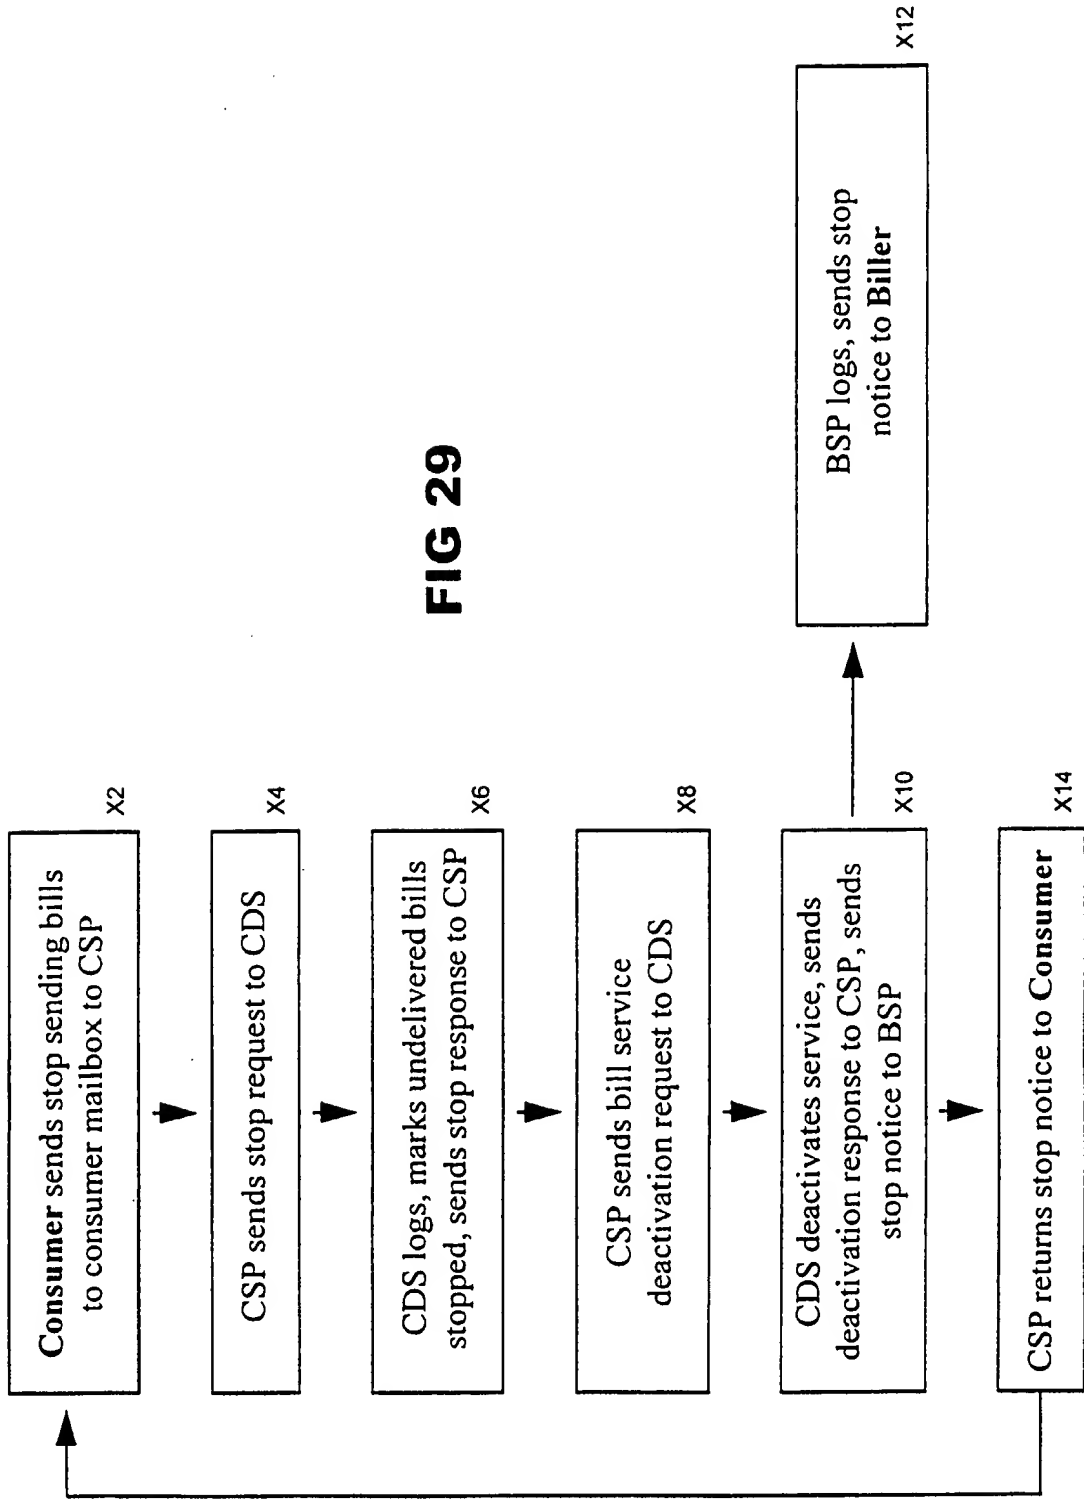 Consumer sends stop sending bills
to consumer mailbox to CSP
X2
CSP sends stop request to CDS
X4
CDS logs, marks undelivered bills
stopped, sends stop response to CSP
X6
CSP sends bill service
deactivation request to CDS
X8
CDS deactivates service, sends
deactivation response to CSP, sends
stop notice to BSP
X10
BSP logs, sends stop
notice to Biller
X12
CSP returns stop notice to Consumer
X14
FIG 29